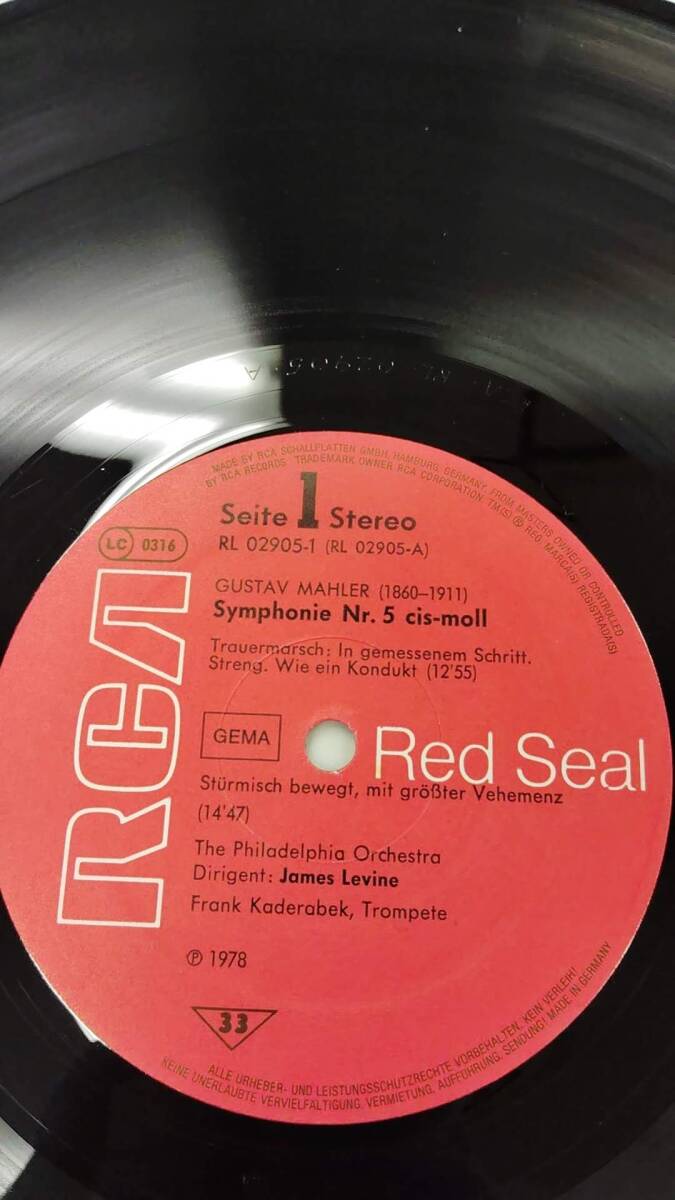 RL 02905-A
MADE BY RCA SCHALLPLATTEN GMBH, HAMBURG, GERMANY, FROM MASTERS OWNED OR CONTROLLED
BY RCA RECORDS TRADEMARK OWNER RCA CORPORATION TM(S) ® REG. MARCA(S) REGISTRADA(S)
Seite 1 Stereo
RL 02905-1 (RL 02905-A)
LC 0316
GUSTAV MAHLER (1860–1911)
Symphonie Nr. 5 cis-moll
Trauermarsch: In gemessenem Schritt.
Streng. Wie ein Kondukt (12'55)
RCA
GEMA
Red Seal
Stürmisch bewegt, mit größter Vehemenz
(14'47)
The Philadelphia Orchestra
Dirigent: James Levine
Frank Kaderabek, Trompete
℗ 1978
33
ALLE URHEBER- UND LEISTUNGSSCHUTZRECHTE VORBEHALTEN. KEIN VERLEIH!
KEINE UNERLAUBTE VERVIELFÄLTIGUNG, VERMIETUNG, AUFFÜHRUNG, SENDUNG! MADE IN GERMANY